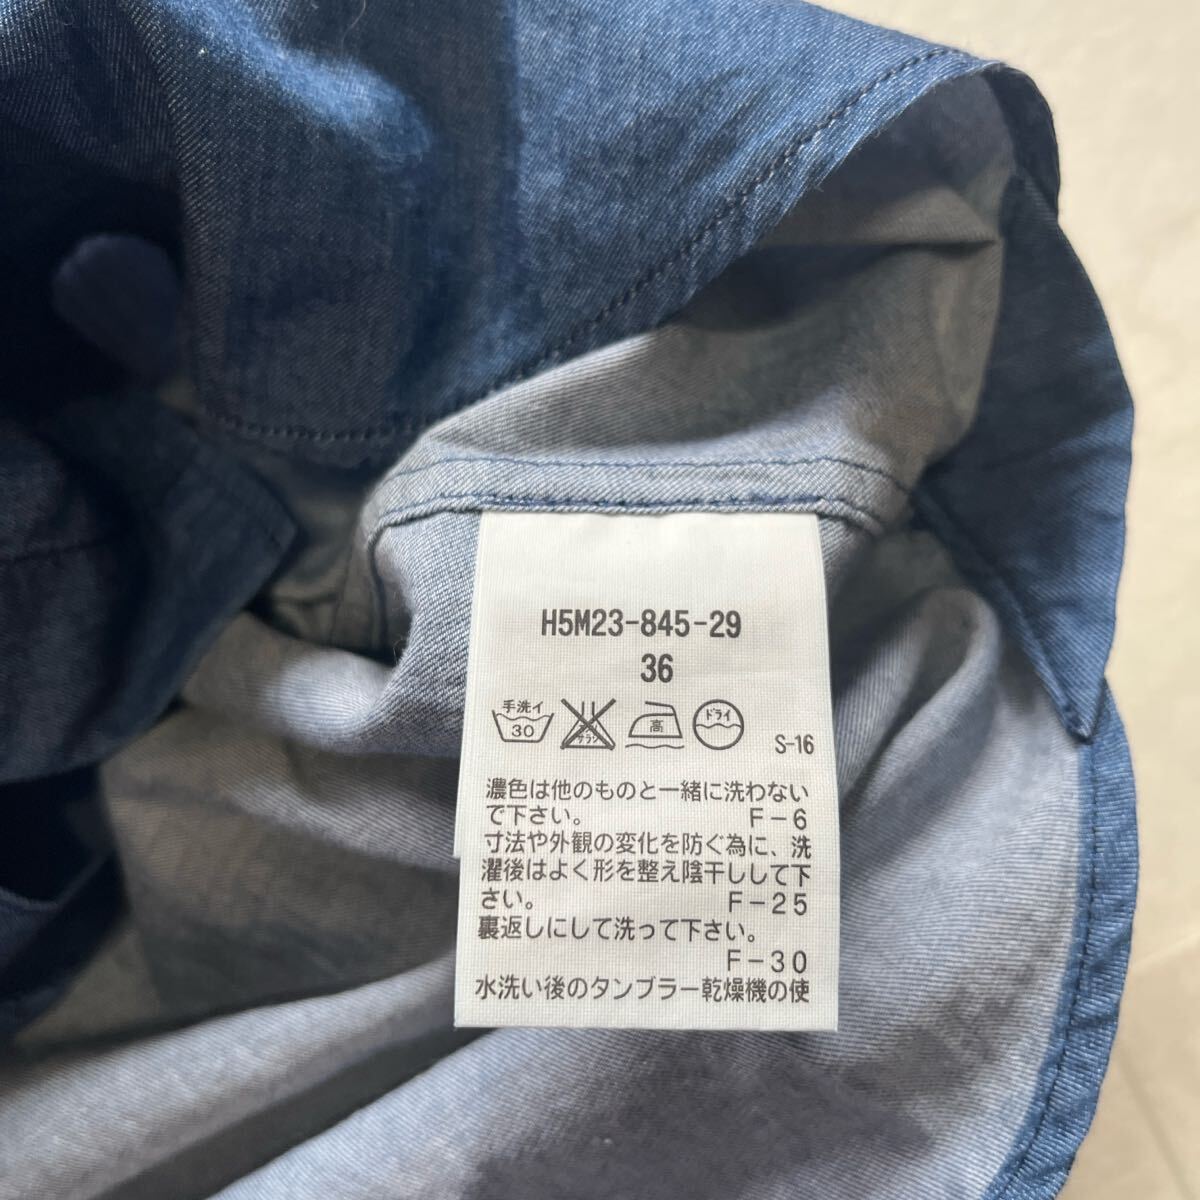 H5M23-845-29
36
手洗イ
30
高
ドライ
S-16
濃色は他のものと一緒に洗わない
で下さい。 F-6
寸法や外観の変化を防ぐ為に、洗
濯後はよく形を整え陰干しして下
さい。 F-25
裏返しにして洗って下さい。
F-30
水洗い後のタンブラー乾燥機の使